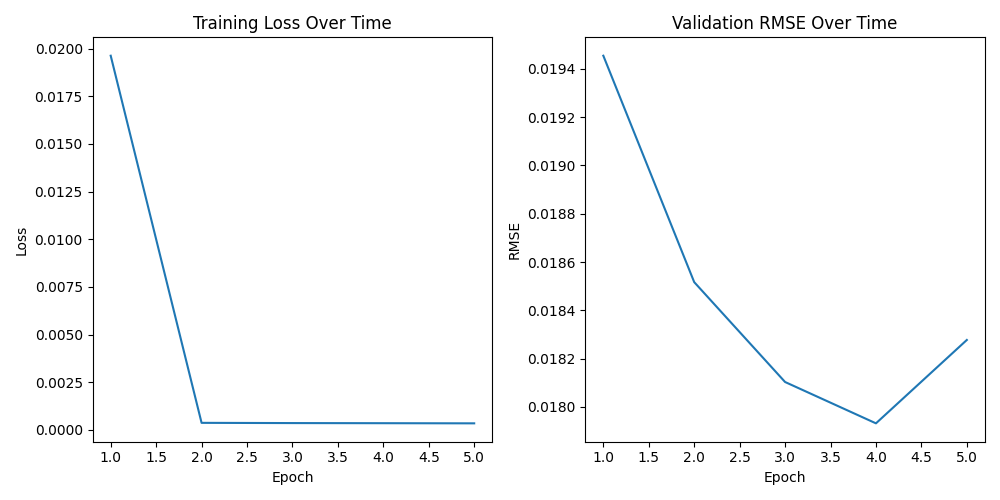 Training Loss Over Time
0.0200
0.0175
0.0150
0.0125
0.0100
0.0075
0.0050
0.0025
0.0000
Loss
1.0 1.5 2.0 2.5 3.0 3.5 4.0 4.5 5.0
Epoch
Validation RMSE Over Time
0.0194
0.0192
0.0190
0.0188
0.0186
0.0184
0.0182
0.0180
RMSE
1.0 1.5 2.0 2.5 3.0 3.5 4.0 4.5 5.0
Epoch